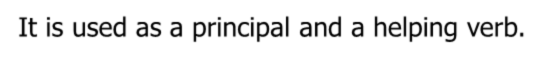 It is used as a principal and a helping verb.